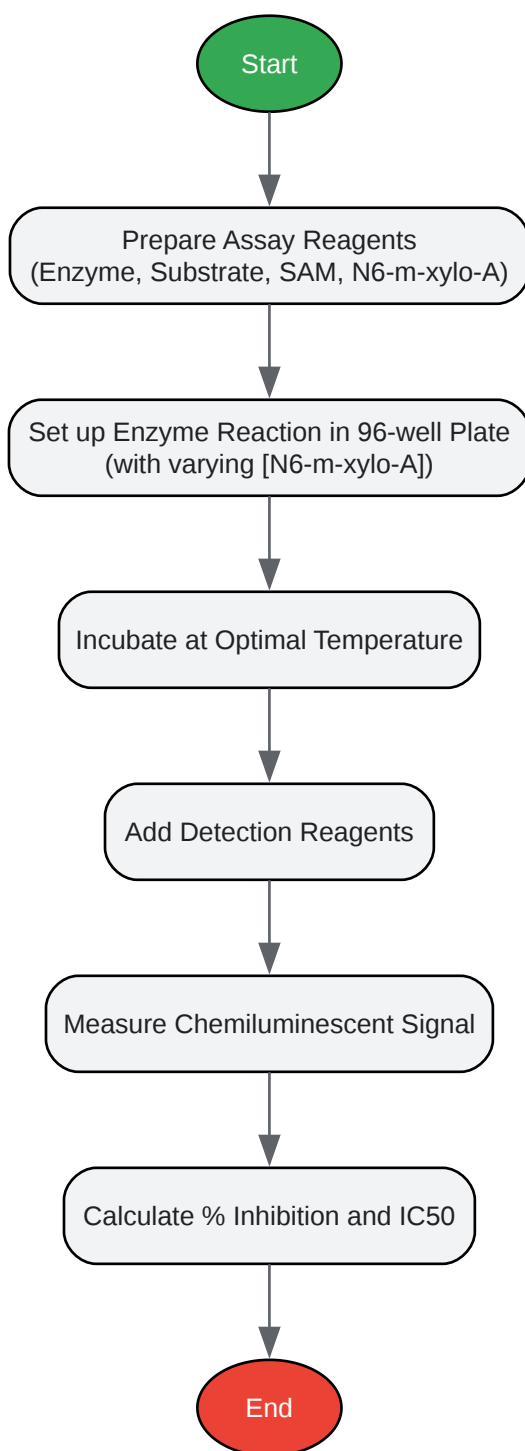 Start
Prepare Assay Reagents
(Enzyme, Substrate, SAM, N6-m-xylo-A)
Set up Enzyme Reaction in 96-well Plate
(with varying [N6-m-xylo-A])
Incubate at Optimal Temperature
Add Detection Reagents
Measure Chemiluminescent Signal
Calculate % Inhibition and IC50
End